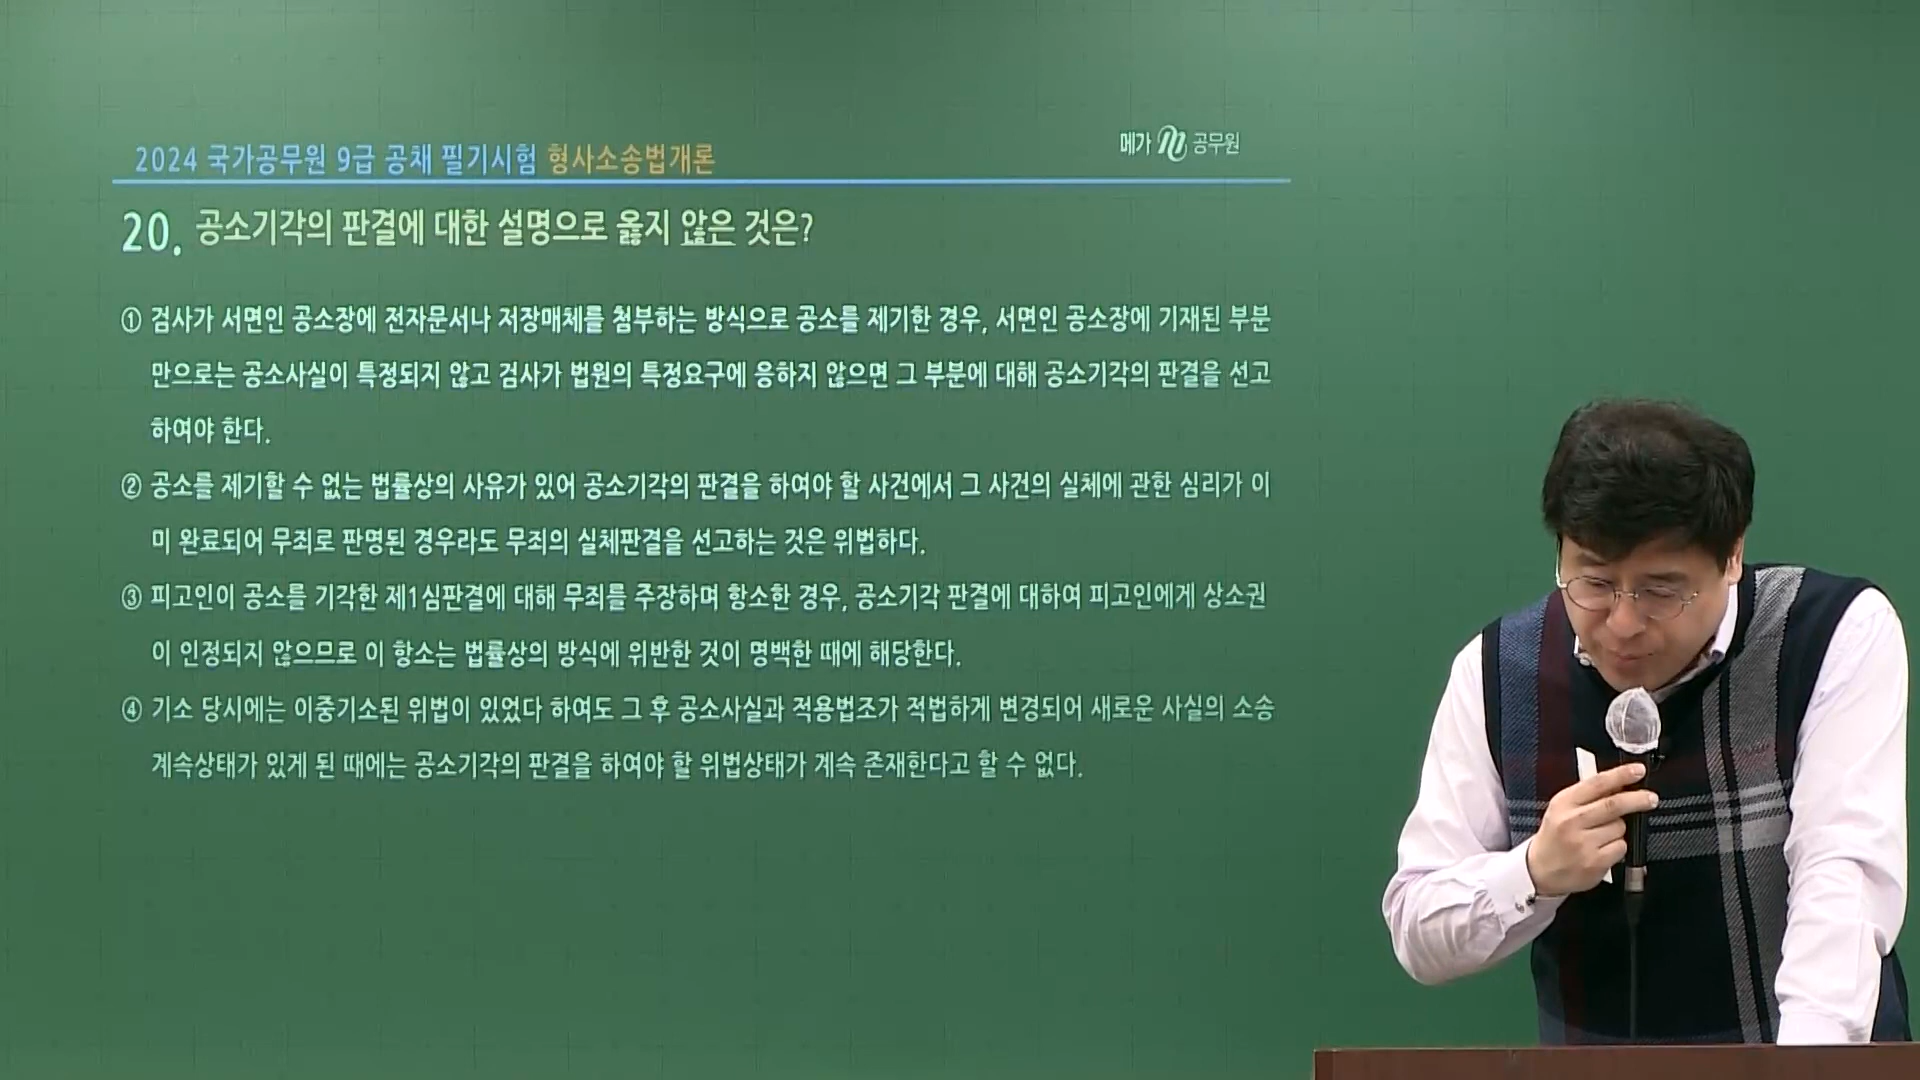 2024 국가공무원 9급 공채 필기시험 형사소송법개론
메가 M 공무원
20. 공소기각의 판결에 대한 설명으로 옳지 않은 것은?
① 검사가 서면인 공소장에 전자문서나 저장매체를 첨부하는 방식으로 공소를 제기한 경우, 서면인 공소장에 기재된 부분
만으로는 공소사실이 특정되지 않고 검사가 법원의 특정요구에 응하지 않으면 그 부분에 대해 공소기각의 판결을 선고
하여야 한다.
② 공소를 제기할 수 없는 법률상의 사유가 있어 공소기각의 판결을 하여야 할 사건에서 그 사건의 실체에 관한 심리가 이
미 완료되어 무죄로 판명된 경우라도 무죄의 실체판결을 선고하는 것은 위법하다.
③ 피고인이 공소를 기각한 제1심판결에 대해 무죄를 주장하며 항소한 경우, 공소기각 판결에 대하여 피고인에게 상소권
이 인정되지 않으므로 이 항소는 법률상의 방식에 위반한 것이 명백한 때에 해당한다.
④ 기소 당시에는 이중기소된 위법이 있었다 하여도 그 후 공소사실과 적용법조가 적법하게 변경되어 새로운 사실의 소송
계속상태가 있게 된 때에는 공소기각의 판결을 하여야 할 위법상태가 계속 존재한다고 할 수 없다.